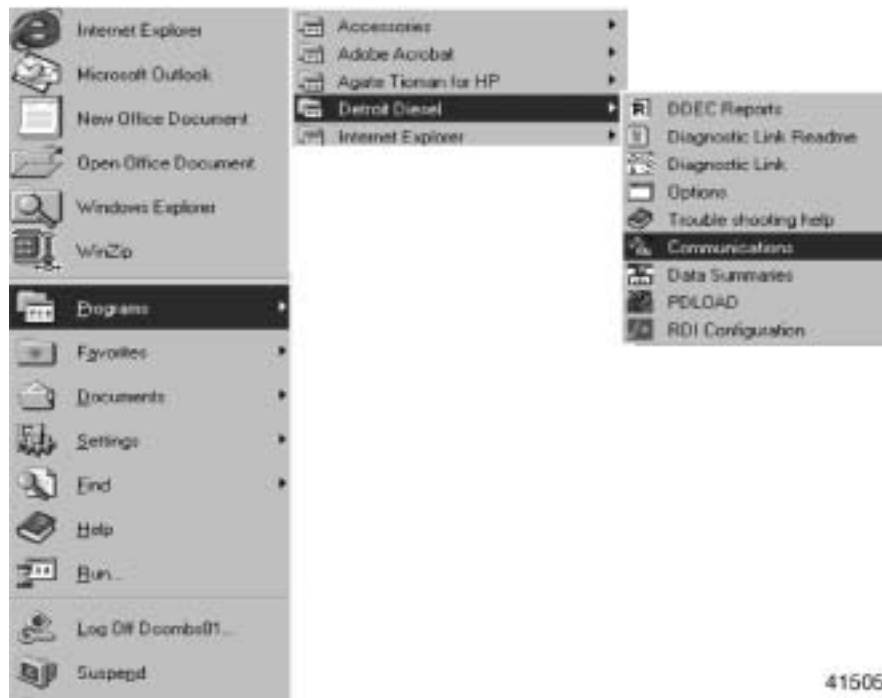 Internet Explorer
Microsoft Outlook
New Office Document
Open Office Document
Windows Explorer
WinZip
Programs
Favorites
Documents
Settings
Find
Help
Run...
Log Off Dcombs01...
Suspend
Accessories
Adobe Acrobat
Agate Tioman for HP
Detroit Diesel
Internet Explorer
DDEC Reports
Diagnostic Link Readme
Diagnostic Link
Options
Trouble shooting help
Communications
Data Summaries
PDLOAD
RDI Configuration
41505